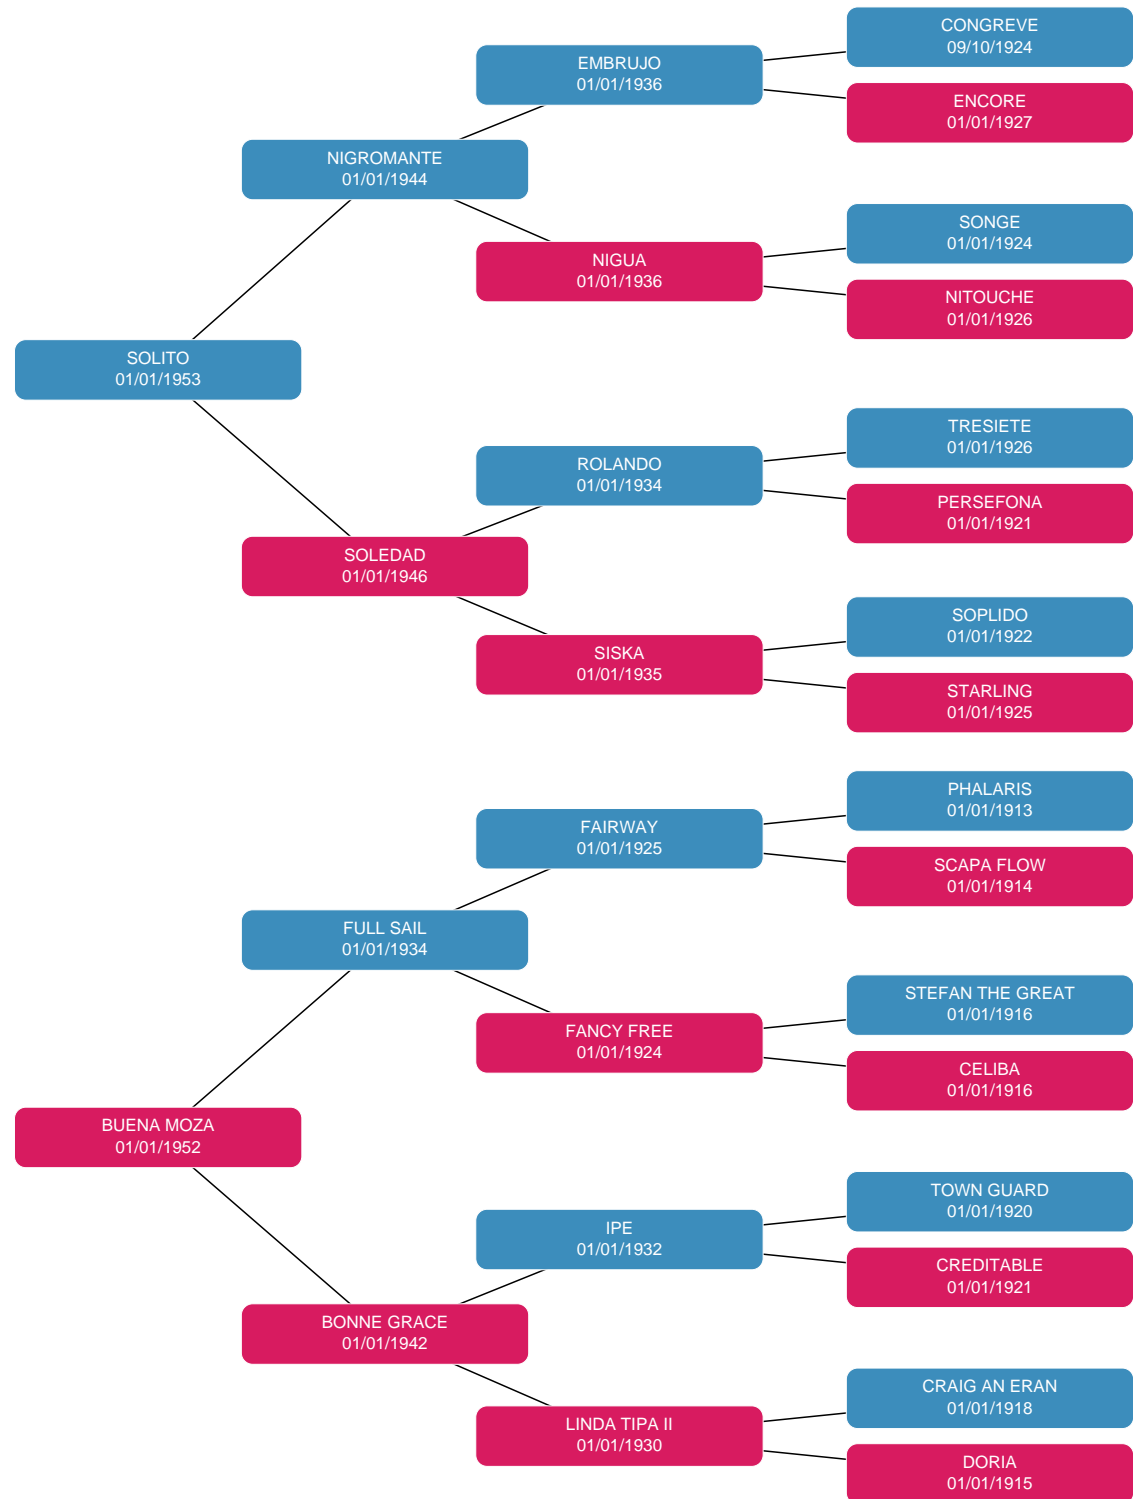 CONGREVE
09/10/1924
EMBRUJO
01/01/1936
ENCORE
01/01/1927
NIGROMANTE
01/01/1944
SONGE
01/01/1924
NIGUA
01/01/1936
NITOUCHE
01/01/1926
SOLITO
01/01/1953
TRESIETE
01/01/1926
ROLANDO
01/01/1934
PERSEFONA
01/01/1921
SOLEDAD
01/01/1946
SOPLIDO
01/01/1922
SISKA
01/01/1935
STARLING
01/01/1925
PHALARIS
01/01/1913
FAIRWAY
01/01/1925
SCAPA FLOW
01/01/1914
FULL SAIL
01/01/1934
STEFAN THE GREAT
01/01/1916
FANCY FREE
01/01/1924
CELIBA
01/01/1916
BUENA MOZA
01/01/1952
TOWN GUARD
01/01/1920
IPE
01/01/1932
CREDITABLE
01/01/1921
BONNE GRACE
01/01/1942
CRAIG AN ERAN
01/01/1918
LINDA TIPA II
01/01/1930
DORIA
01/01/1915